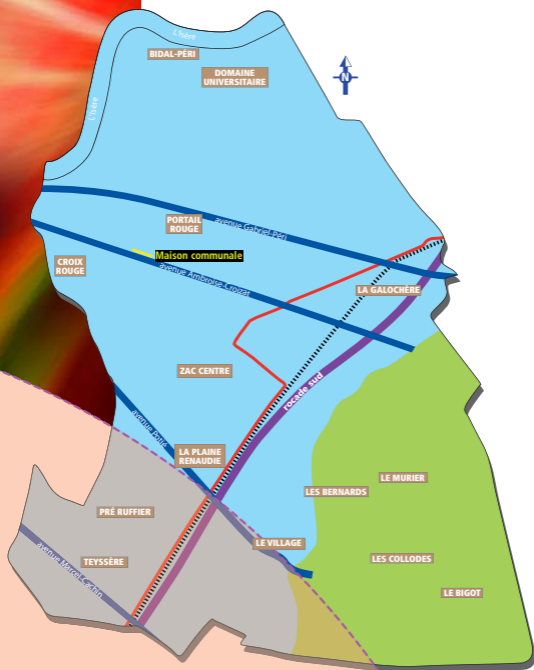 L'Isère
BIDAL-PÉRI
DOMAINE
UNIVERSITAIRE
N
L'Isère
PORTAIL
ROUGE
avenue Gabriel-Péri
Maison communale
CROIX
ROUGE
avenue Ambroise Croizat
LA GALOCHÈRE
ZAC CENTRE
rocade sud
avenue Potié
LA PLAINE
RENAUDIE
LE MURIER
LES BERNARDS
PRÉ RUFFIER
LE VILLAGE
TEYSSÈRE
avenue Marcel-Cachin
LES COLLODES
LE BIGOT